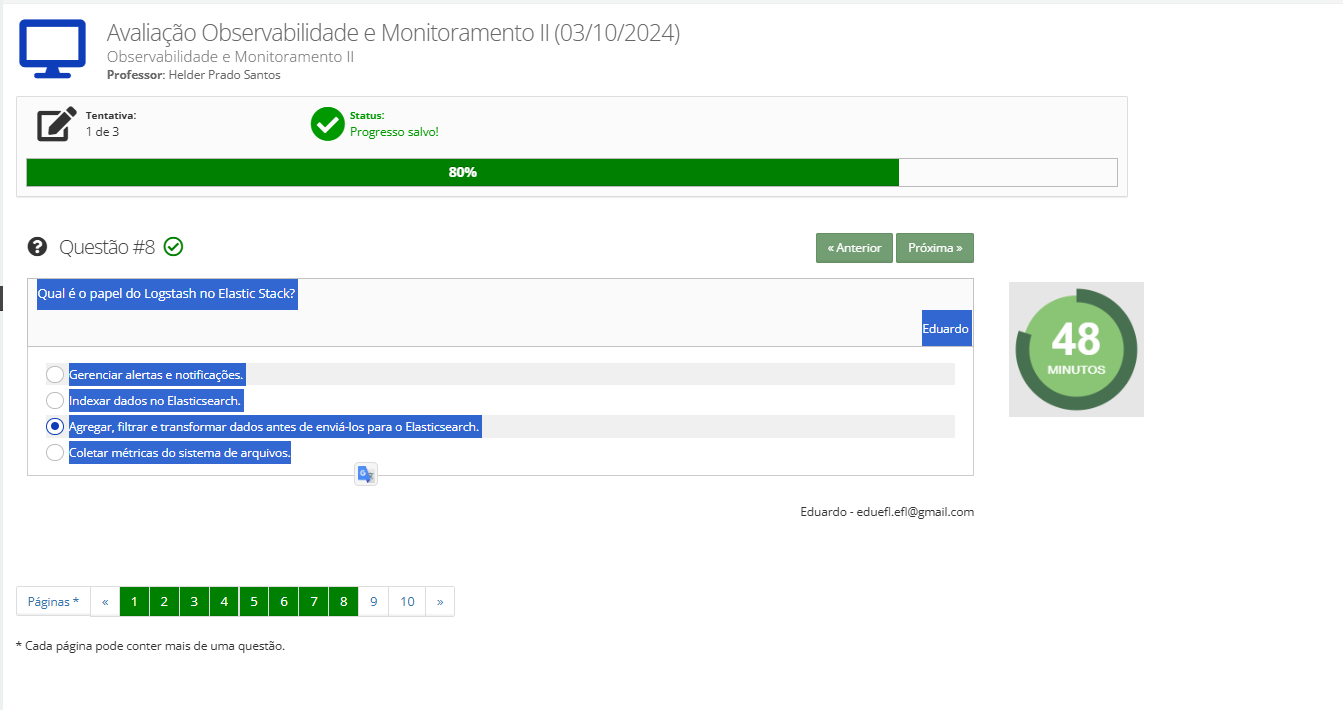 Avaliação Observabilidade e Monitoramento II (03/10/2024)
Observabilidade e Monitoramento II
Professor: Helder Prado Santos
Tentativa:
1 de 3
Status:
Progresso salvo!
80%
Questão #8
« Anterior
Próxima »
Qual é o papel do Logstash no Elastic Stack?
Eduardo
Gerenciar alertas e notificações.
Indexar dados no Elasticsearch.
Agregar, filtrar e transformar dados antes de enviá-los para o Elasticsearch.
Coletar métricas do sistema de arquivos.
48
MINUTOS
Eduardo - eduefl.efl@gmail.com
Páginas * « 1 2 3 4 5 6 7 8 9 10 »
* Cada página pode conter mais de uma questão.